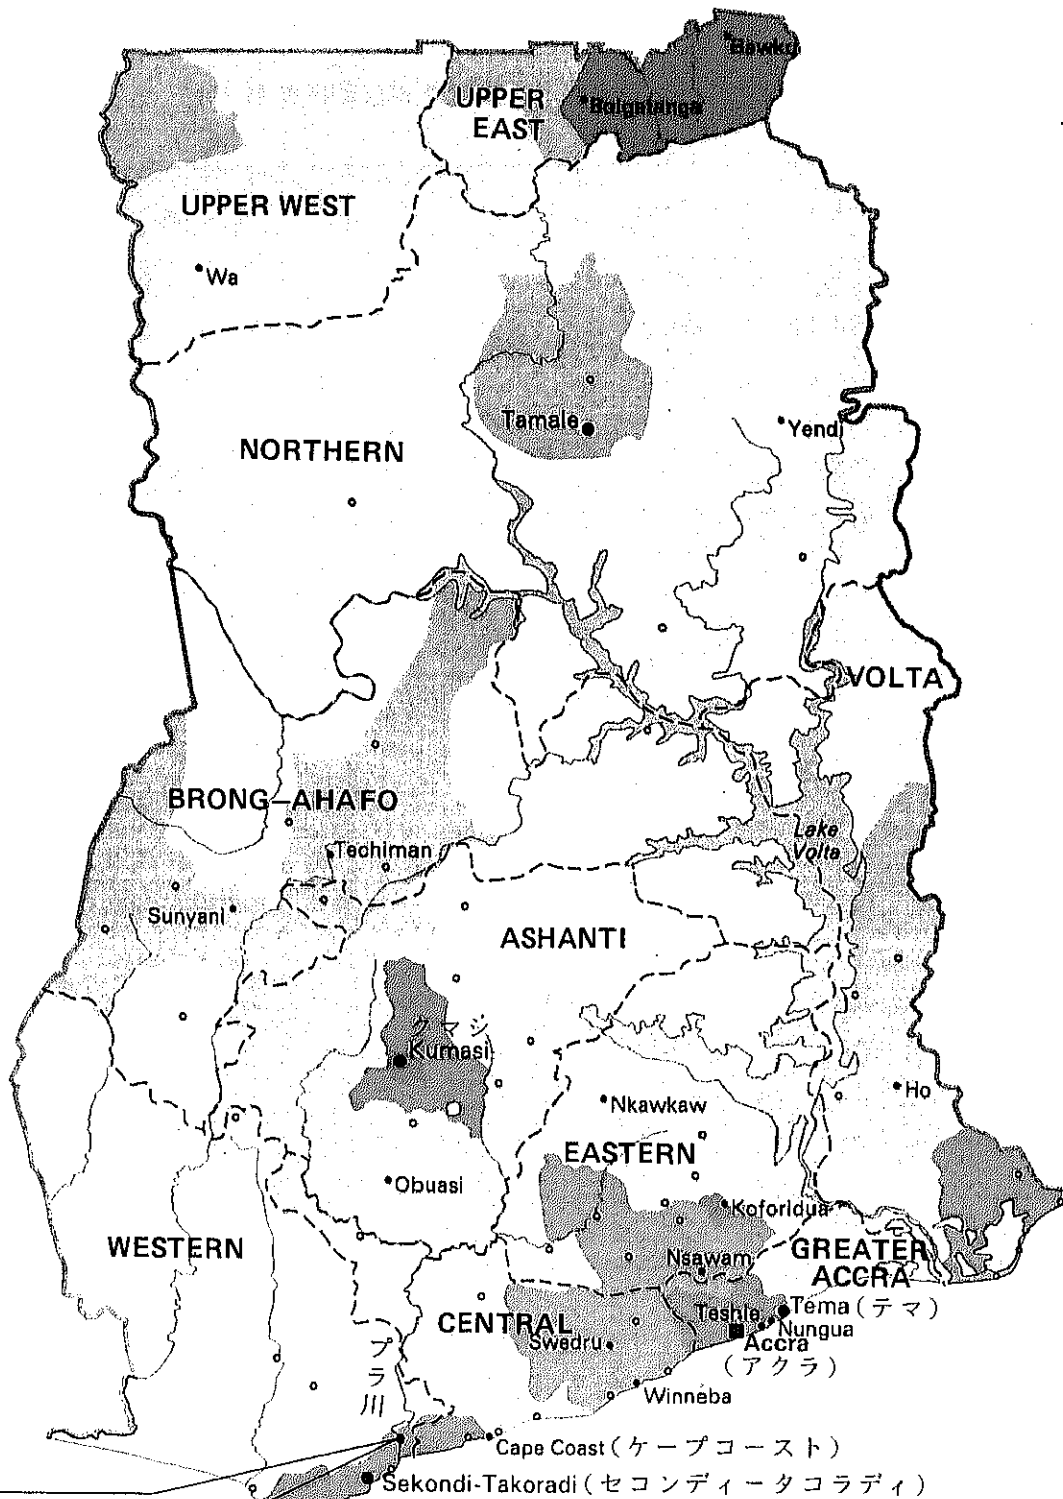 Bawku
UPPER
EAST
Bolgatanga
UPPER WEST
Wa
Tamale
Yendi
NORTHERN
VOLTA
BRONG–AHAFO
Lake
Volta
Techiman
Sunyani
ASHANTI
クマシ
Kumasi
Ho
Nkawkaw
EASTERN
Obuasi
Koforidua
WESTERN
GREATER
ACCRA
Nsawam
CENTRAL
Teshie
Tema (テマ)
Nungua
Swedru
Accra
(アクラ)
プラ川
Winneba
Cape Coast (ケープコースト)
Sekondi-Takoradi (セコンディータコラディ)